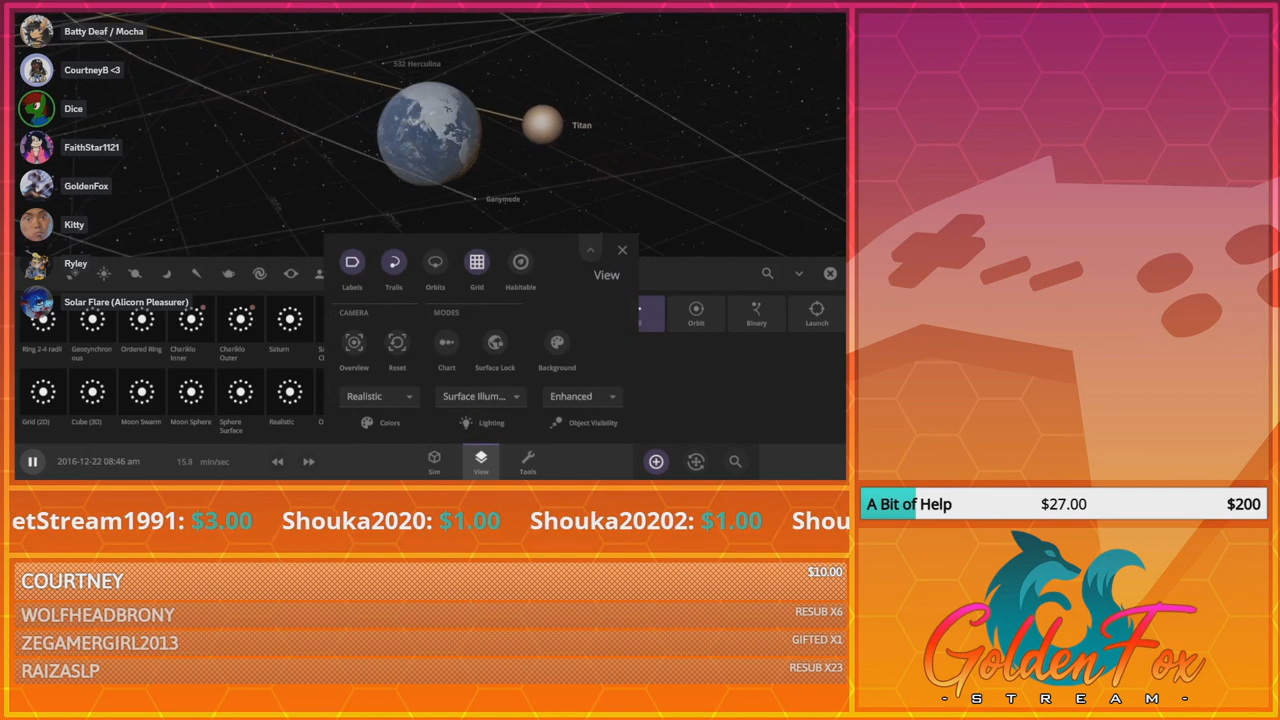 Batty Deaf / Mocha
CourtneyB <3
Dice
FaithStar1121
GoldenFox
Kitty
Ryley
Solar Flare (Alicorn Pleasurer)
532 Herculina
Titan
Ganymede
View
Labels
Trails
Orbits
Grid
Habitable
CAMERA
MODES
Overview
Reset
Chart
Surface Lock
Background
Realistic
Surface Illum...
Enhanced
Colors
Lighting
Object Visibility
Orbit
Binary
Launch
Ring 2-4 radii
Geosynchron
ous
Ordered Ring
Chariklo
Inner
Chariklo
Outer
Saturn
Grid (2D)
Cube (3D)
Moon Swarm
Moon Sphere
Sphere
Surface
Realistic
2016-12-22 08:46 am
15.8 min/sec
Sim
View
Tools
etStream1991: $3.00 Shouka2020: $1.00 Shouka20202: $1.00 Shou
COURTNEY $10.00
WOLFHEADBRONY RESUB X6
ZEGAMERGIRL2013 GIFTED X1
RAIZASLP RESUB X23
A Bit of Help $27.00 $200
GoldenFox
- STREAM -